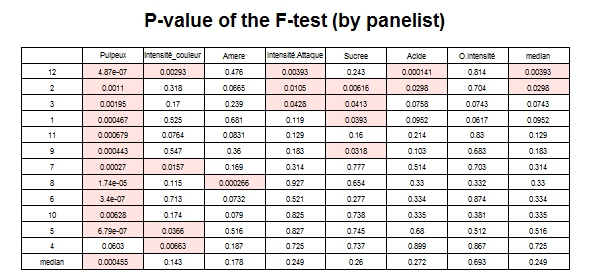 P-value of the F-test (by panelist)
Pulpeux Intensité_couleur Amere Intensité.Attaque Sucree Acide O.Intensité median
12 4.87e-07 0.00293 0.476 0.00393 0.243 0.000141 0.814 0.00393
2 0.0011 0.318 0.0665 0.0105 0.00616 0.0298 0.704 0.0298
3 0.00195 0.17 0.239 0.0428 0.0413 0.0758 0.0743 0.0743
1 0.000467 0.525 0.681 0.119 0.0393 0.0952 0.0617 0.0952
11 0.000679 0.0764 0.0831 0.129 0.16 0.214 0.83 0.129
9 0.000443 0.547 0.36 0.183 0.0318 0.103 0.683 0.183
7 0.00027 0.0157 0.169 0.314 0.777 0.514 0.703 0.314
8 1.74e-05 0.115 0.000266 0.927 0.654 0.33 0.332 0.33
6 3.4e-07 0.713 0.0732 0.521 0.277 0.334 0.874 0.334
10 0.00628 0.174 0.079 0.825 0.738 0.335 0.381 0.335
5 6.79e-07 0.0366 0.0405 0.827 0.745 0.68 0.512 0.516
4 0.0603 0.00663 0.187 0.725 0.737 0.899 0.867 0.725
median 0.000455 0.143 0.178 0.249 0.26 0.272 0.693 0.249